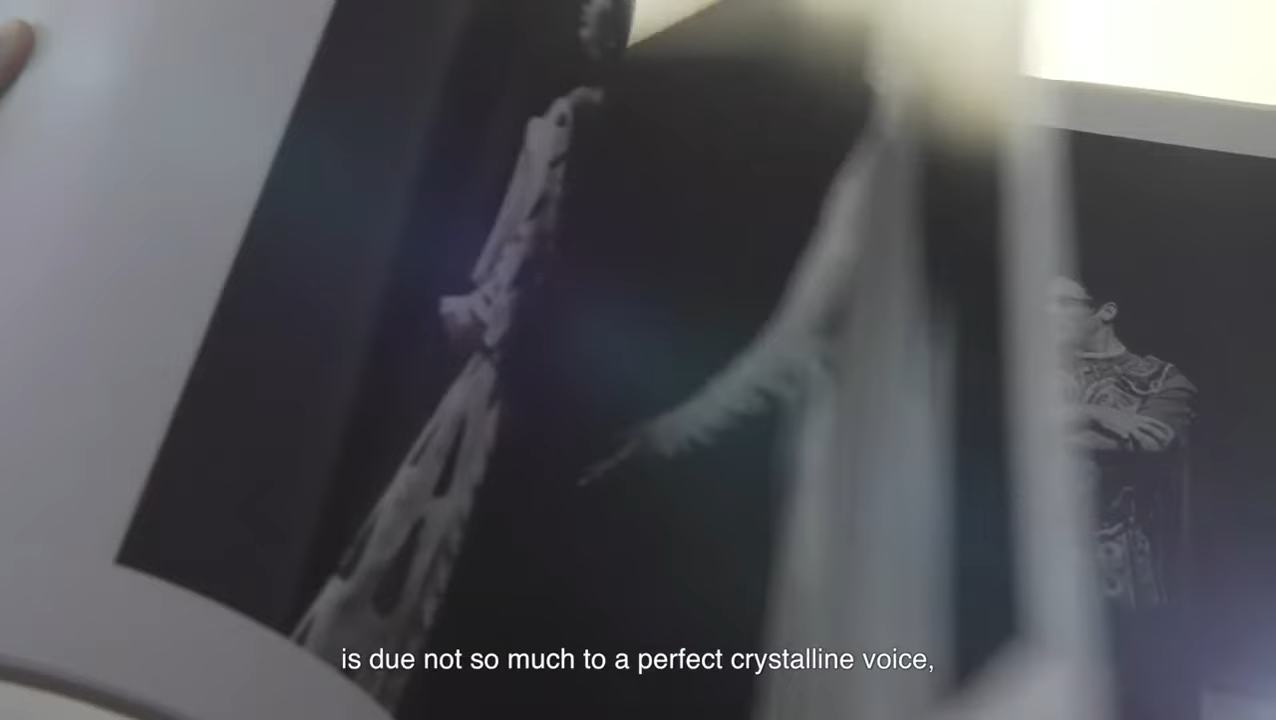 is due not so much to a perfect crystalline voice,